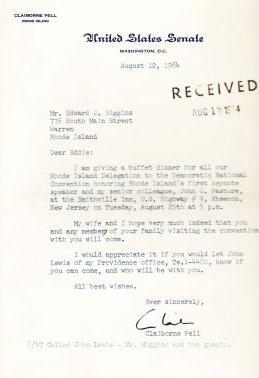 CLAIBORNE PELL
RHODE ISLAND
United States Senate
WASHINGTON, D.C.
August 12, 1964
RECEIVED
AUG 17 1964
Mr. Edward J. Higgins
776 South Main Street
Warren
Rhode Island
Dear Eddie:
I am giving a buffet dinner for all our
Rhode Island Delegation to the Democratic National
Convention honoring Rhode Island's first keynote
speaker and my senior colleague, John O. Pastore,
at the Smithville Inn, U.S. Highway # 9, Absecon,
New Jersey on Tuesday, August 25th at 5 p.m.
My wife and I hope very much indeed that you
and any member of your family visiting the convention
with you will come.
I would appreciate it if you would let John
Lewis of my Providence office, Te.1-4400, know if
you can come, and who will be with you.
All best wishes.
Ever sincerely,
Claiborne Pell
8/17 Called John Lewis - Mr. Higgins and two guests.